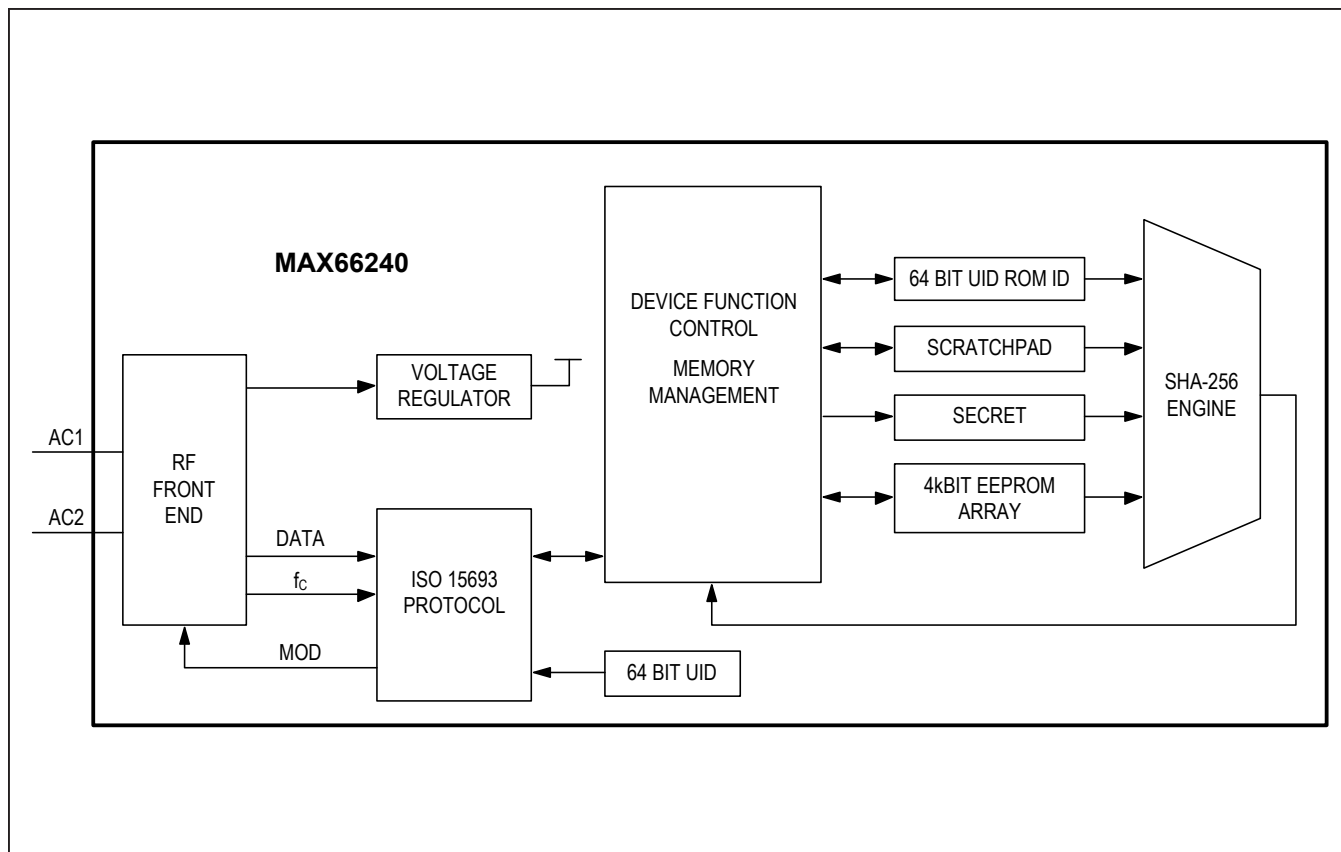 MAX66240
AC1
AC2
RF
FRONT
END
VOLTAGE
REGULATOR
DATA
fC
MOD
ISO 15693
PROTOCOL
64 BIT UID
DEVICE FUNCTION
CONTROL
MEMORY
MANAGEMENT
64 BIT UID ROM ID
SCRATCHPAD
SECRET
4kBIT EEPROM
ARRAY
SHA-256
ENGINE